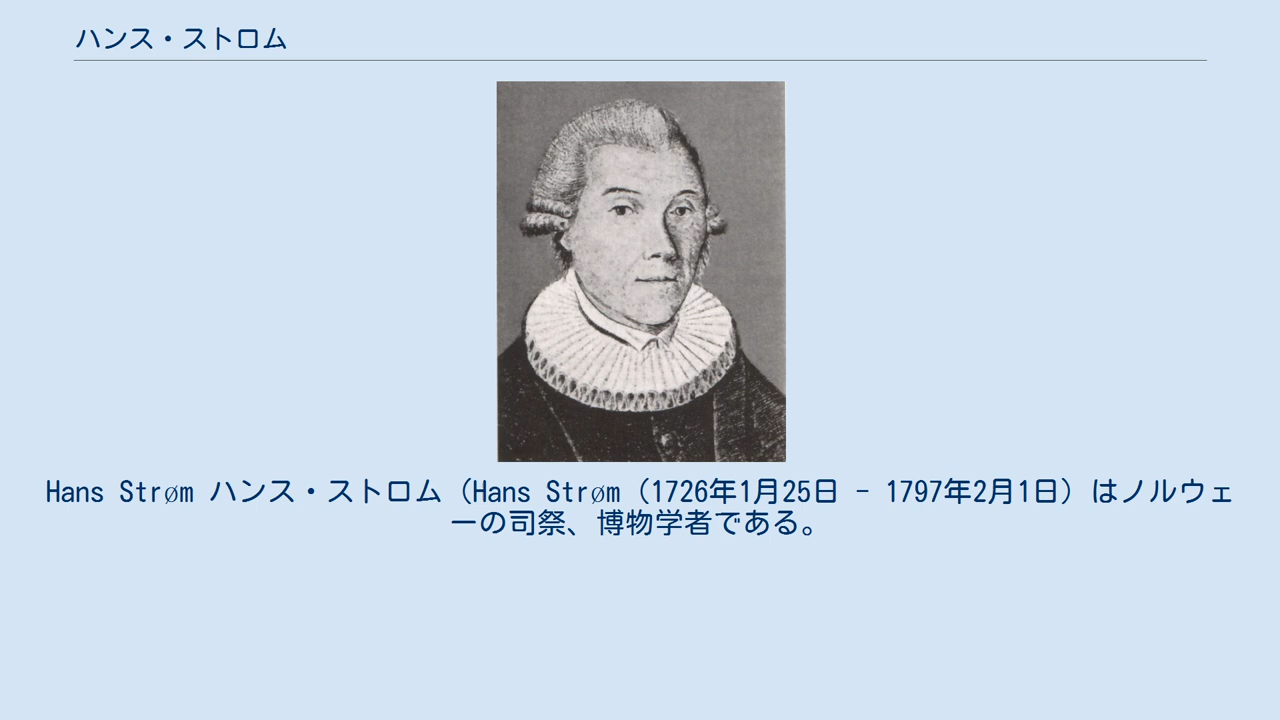 ハンス・ストロム
Hans Strøm ハンス・ストロム（Hans Strøm（1726年1月25日 - 1797年2月1日）はノルウェ
ーの司祭、博物学者である。